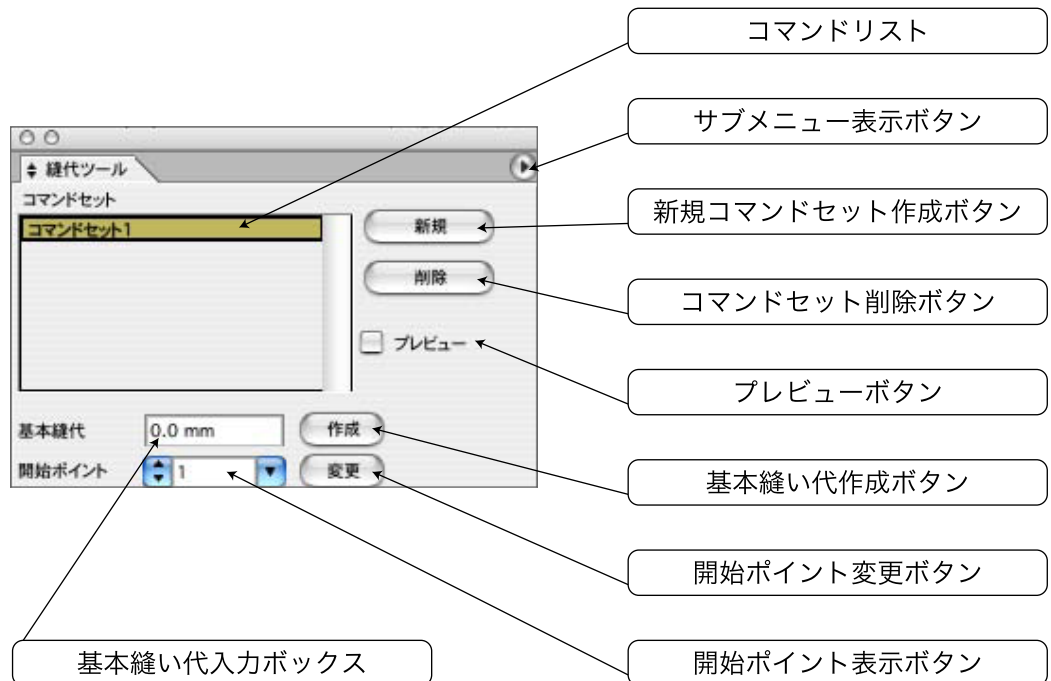 コマンドリスト
サブメニュー表示ボタン
縫代ツール
コマンドセット
新規コマンドセット作成ボタン
コマンドセット1
新規
削除
コマンドセット削除ボタン
プレビュー
プレビューボタン
基本縫代
0.0 mm
作成
開始ポイント
1
変更
基本縫い代作成ボタン
開始ポイント変更ボタン
基本縫い代入力ボックス
開始ポイント表示ボタン